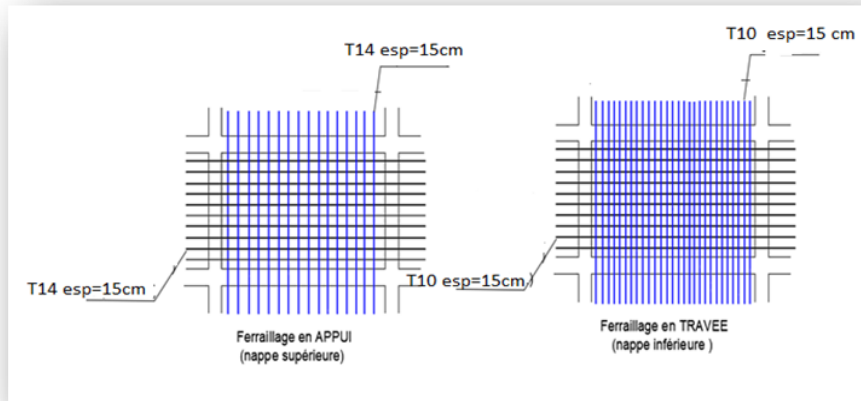 T14 esp=15cm
T14 esp=15cm
Ferraillage en APPUI
(nappe supérieure)
T10 esp=15 cm
T10 esp=15cm
Ferraillage en TRAVEE
(nappe inférieure )